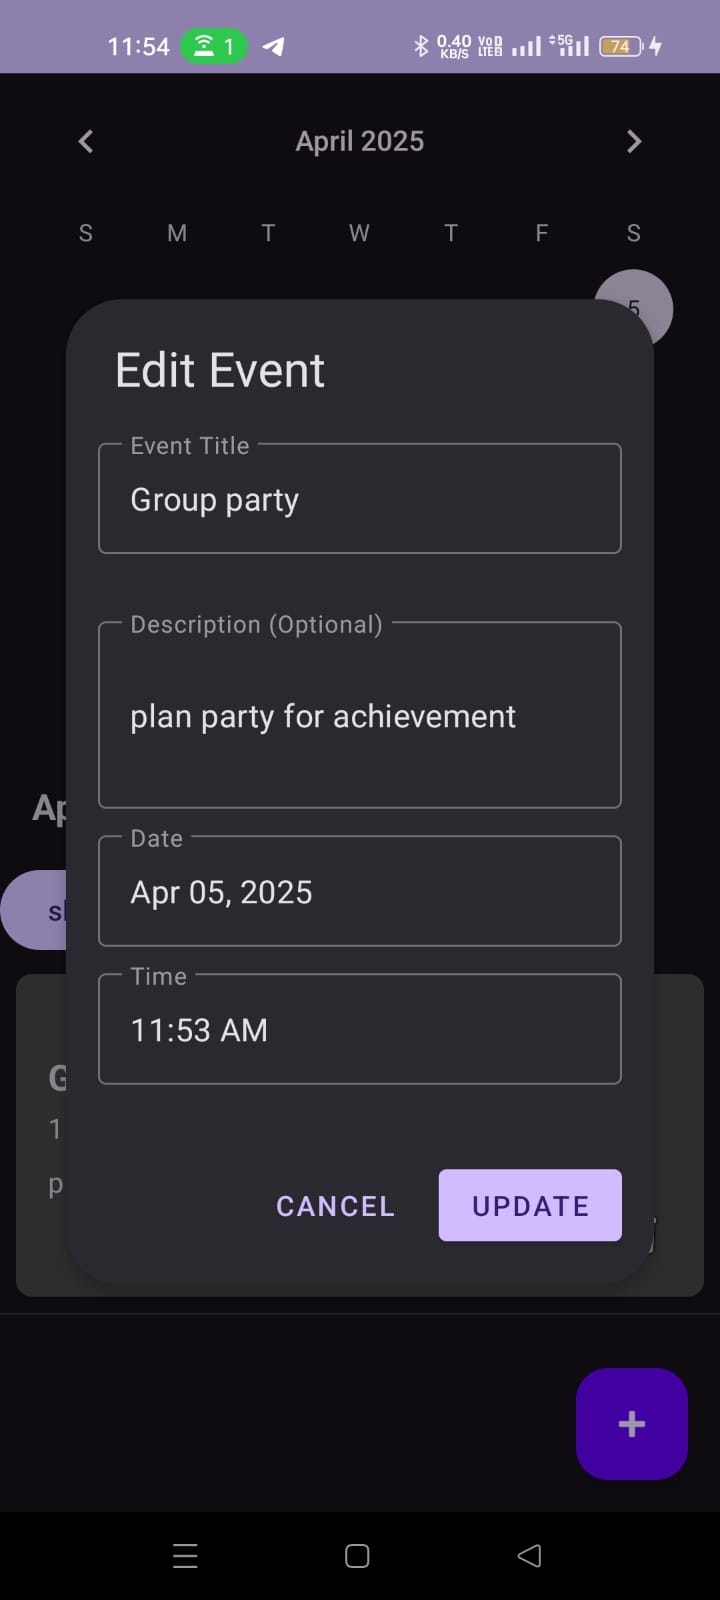 11:54 1 0.40 KB/S VoD LTE 5G 74
April 2025
S M T W T F S
5
Edit Event
Event Title
Group party
Description (Optional)
plan party for achievement
Ap
Date
Apr 05, 2025
Time
11:53 AM
G
1
p
CANCEL UPDATE
+